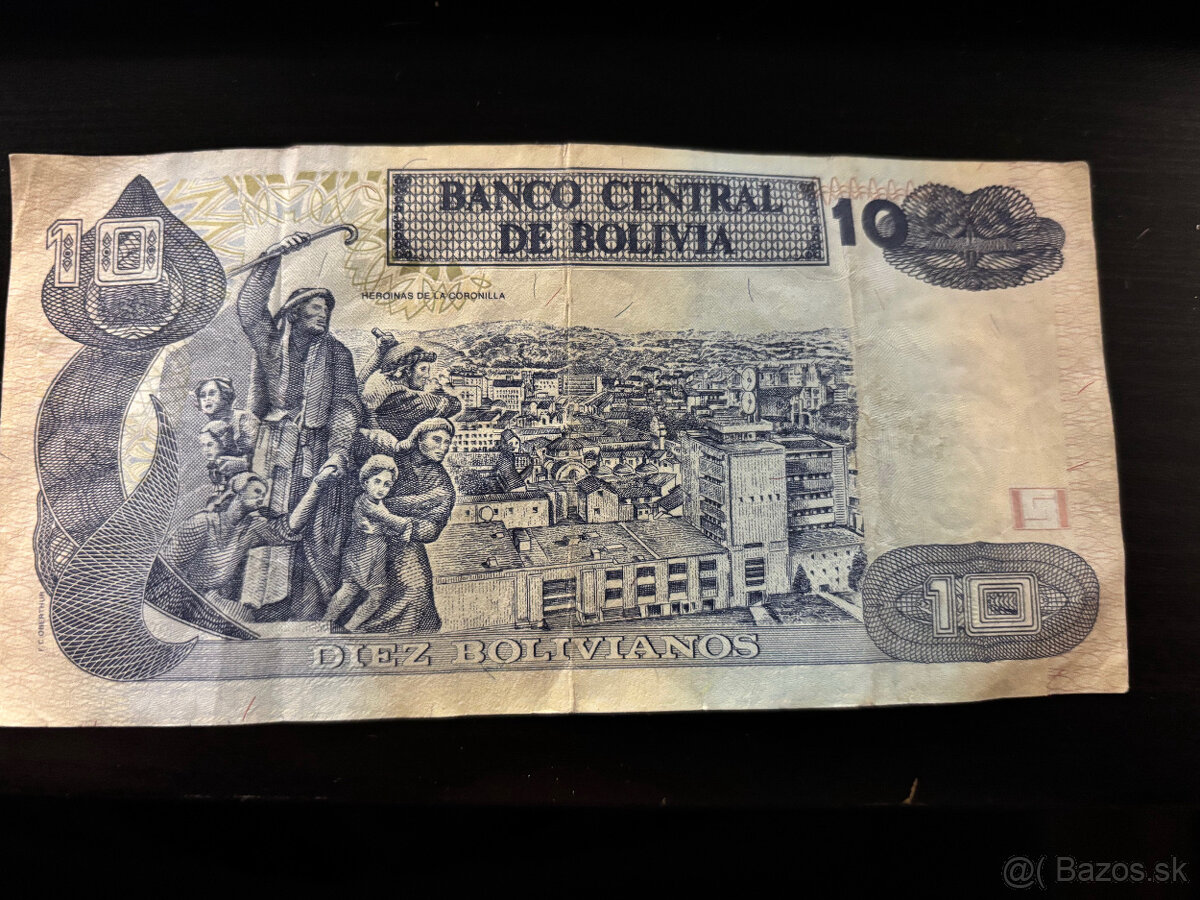 BANCO CENTRAL
DE BOLIVIA
10
10
HEROINAS DE LA CORONILLA
DIEZ BOLIVIANOS
10
@( Bazos.sk